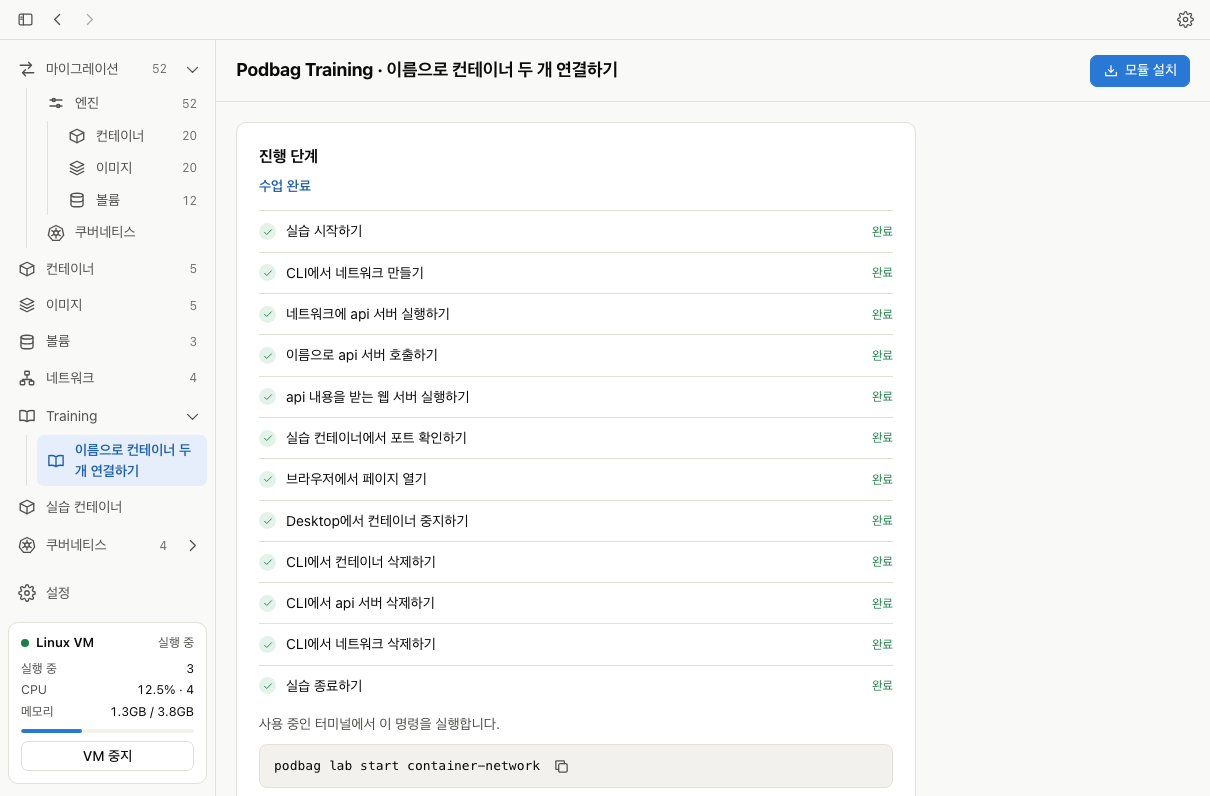 Podbag Training · 이름으로 컨테이너 두 개 연결하기
모듈 설치
마이그레이션 52
엔진 52
컨테이너 20
이미지 20
볼륨 12
쿠버네티스
컨테이너 5
이미지 5
볼륨 3
네트워크 4
Training
이름으로 컨테이너 두
개 연결하기
실습 컨테이너
쿠버네티스 4
설정
Linux VM 실행 중
실행 중 3
CPU 12.5% · 4
메모리 1.3GB / 3.8GB
VM 중지
진행 단계
수업 완료
실습 시작하기 완료
CLI에서 네트워크 만들기 완료
네트워크에 api 서버 실행하기 완료
이름으로 api 서버 호출하기 완료
api 내용을 받는 웹 서버 실행하기 완료
실습 컨테이너에서 포트 확인하기 완료
브라우저에서 페이지 열기 완료
Desktop에서 컨테이너 중지하기 완료
CLI에서 컨테이너 삭제하기 완료
CLI에서 api 서버 삭제하기 완료
CLI에서 네트워크 삭제하기 완료
실습 종료하기 완료
사용 중인 터미널에서 이 명령을 실행합니다.
podbag lab start container-network